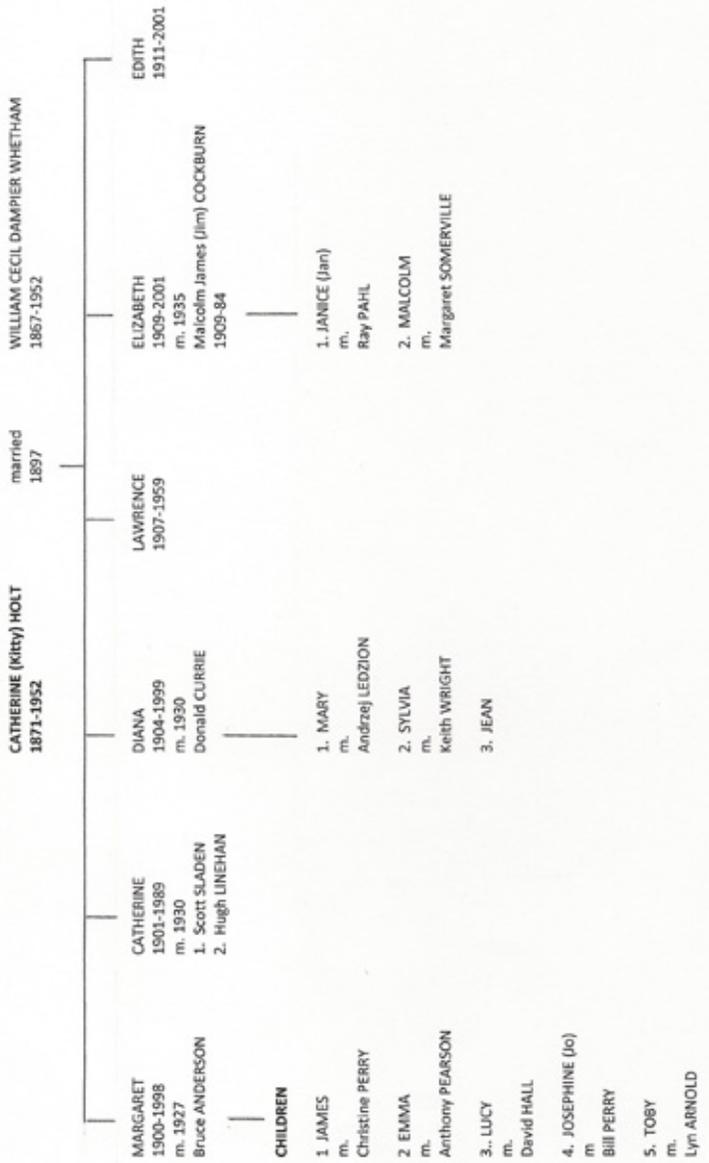 CATHERINE (Kitty) HOLT
1871-1952
married
1897
WILLIAM CECIL DAMPIER WHETHAM
1867-1952
MARGARET
1900-1998
m. 1927
Bruce ANDERSON
CATHERINE
1901-1989
m. 1930
1. Scott SLADEN
2. Hugh LINEHAN
DIANA
1904-1999
m. 1930
Donald CURRIE
LAWRENCE
1907-1959
ELIZABETH
1909-2001
m. 1935
Malcolm James (Jim) COCKBURN
1909-84
EDITH
1911-2001
CHILDREN
1 JAMES
m.
Christine PERRY
2 EMMA
m.
Anthony PEARSON
3.. LUCY
m.
David HALL
4. JOSEPHINE (Jo)
m
Bill PERRY
5. TOBY
m.
Lyn ARNOLD
1. MARY
m.
Andrzej LEDZION
2. SYLVIA
m.
Keith WRIGHT
3. JEAN
1. JANICE (Jan)
m.
Ray PAHL
2. MALCOLM
m.
Margaret SOMERVILLE